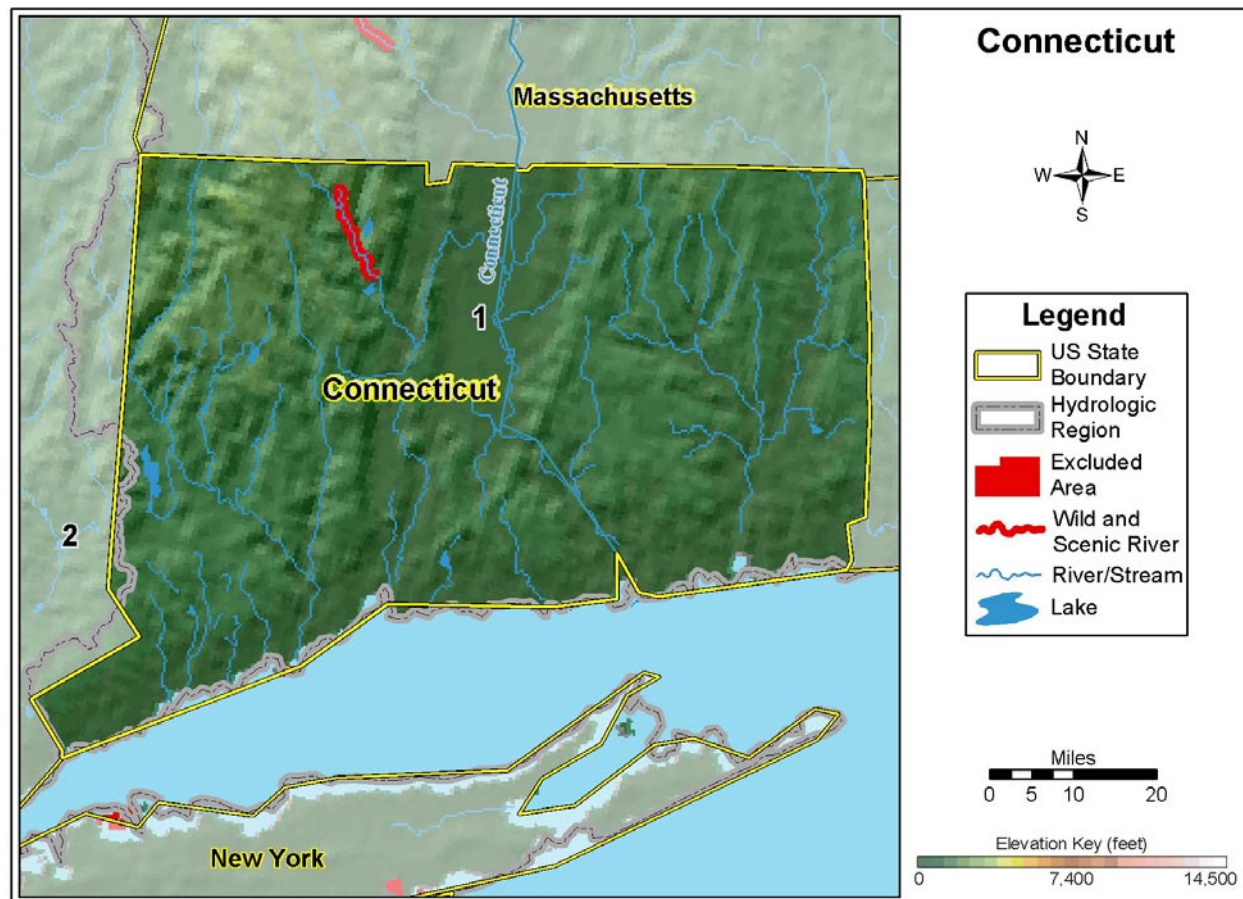 Connecticut
Massachusetts
N
W E
S
Connecticut
1
Connecticut
2
New York
Legend
US State
Boundary
Hydrologic
Region
Excluded
Area
Wild and
Scenic River
River/Stream
Lake
Miles
0 5 10 20
Elevation Key (feet)
0 7,400 14,500